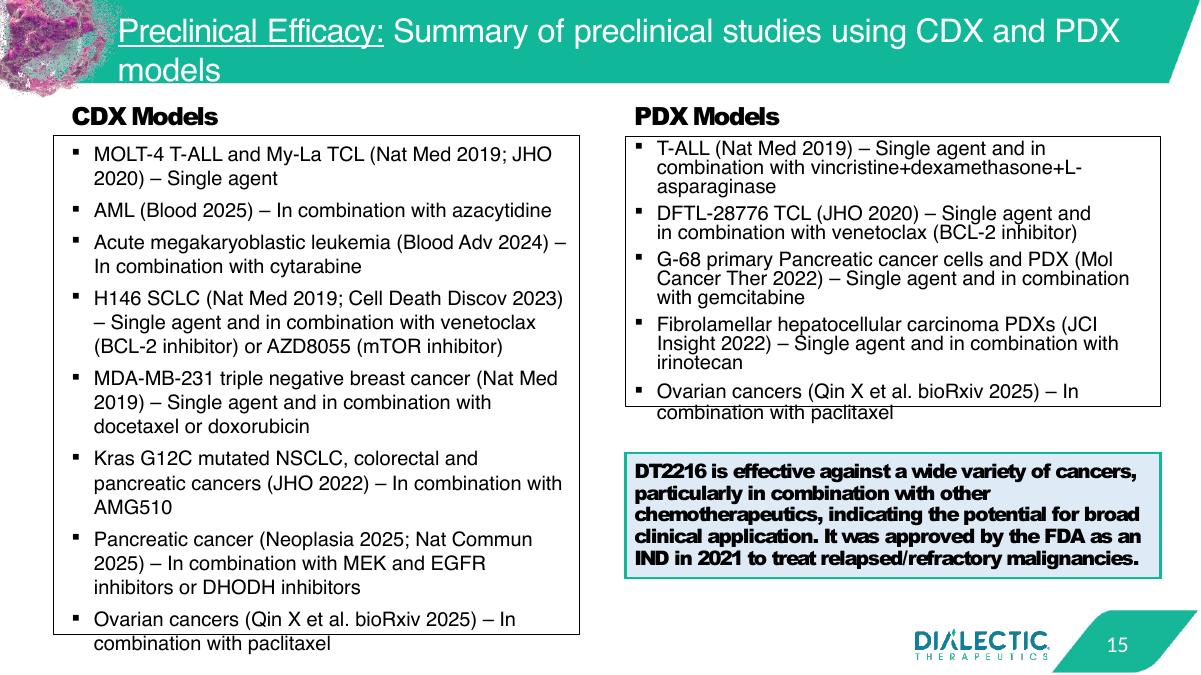 Preclinical Efficacy: Summary of preclinical studies using CDX and PDX
models
CDX Models
▪ MOLT-4 T-ALL and My-La TCL (Nat Med 2019; JHO
2020) – Single agent
▪ AML (Blood 2025) – In combination with azacytidine
▪ Acute megakaryoblastic leukemia (Blood Adv 2024) –
In combination with cytarabine
▪ H146 SCLC (Nat Med 2019; Cell Death Discov 2023)
– Single agent and in combination with venetoclax
(BCL-2 inhibitor) or AZD8055 (mTOR inhibitor)
▪ MDA-MB-231 triple negative breast cancer (Nat Med
2019) – Single agent and in combination with
docetaxel or doxorubicin
▪ Kras G12C mutated NSCLC, colorectal and
pancreatic cancers (JHO 2022) – In combination with
AMG510
▪ Pancreatic cancer (Neoplasia 2025; Nat Commun
2025) – In combination with MEK and EGFR
inhibitors or DHODH inhibitors
▪ Ovarian cancers (Qin X et al. bioRxiv 2025) – In
combination with paclitaxel
PDX Models
▪ T-ALL (Nat Med 2019) – Single agent and in
combination with vincristine+dexamethasone+L-
asparaginase
▪ DFTL-28776 TCL (JHO 2020) – Single agent and
in combination with venetoclax (BCL-2 inhibitor)
▪ G-68 primary Pancreatic cancer cells and PDX (Mol
Cancer Ther 2022) – Single agent and in combination
with gemcitabine
▪ Fibrolamellar hepatocellular carcinoma PDXs (JCI
Insight 2022) – Single agent and in combination with
irinotecan
▪ Ovarian cancers (Qin X et al. bioRxiv 2025) – In
combination with paclitaxel
DT2216 is effective against a wide variety of cancers,
particularly in combination with other
chemotherapeutics, indicating the potential for broad
clinical application. It was approved by the FDA as an
IND in 2021 to treat relapsed/refractory malignancies.
DIALECTIC
THERAPEUTICS
15